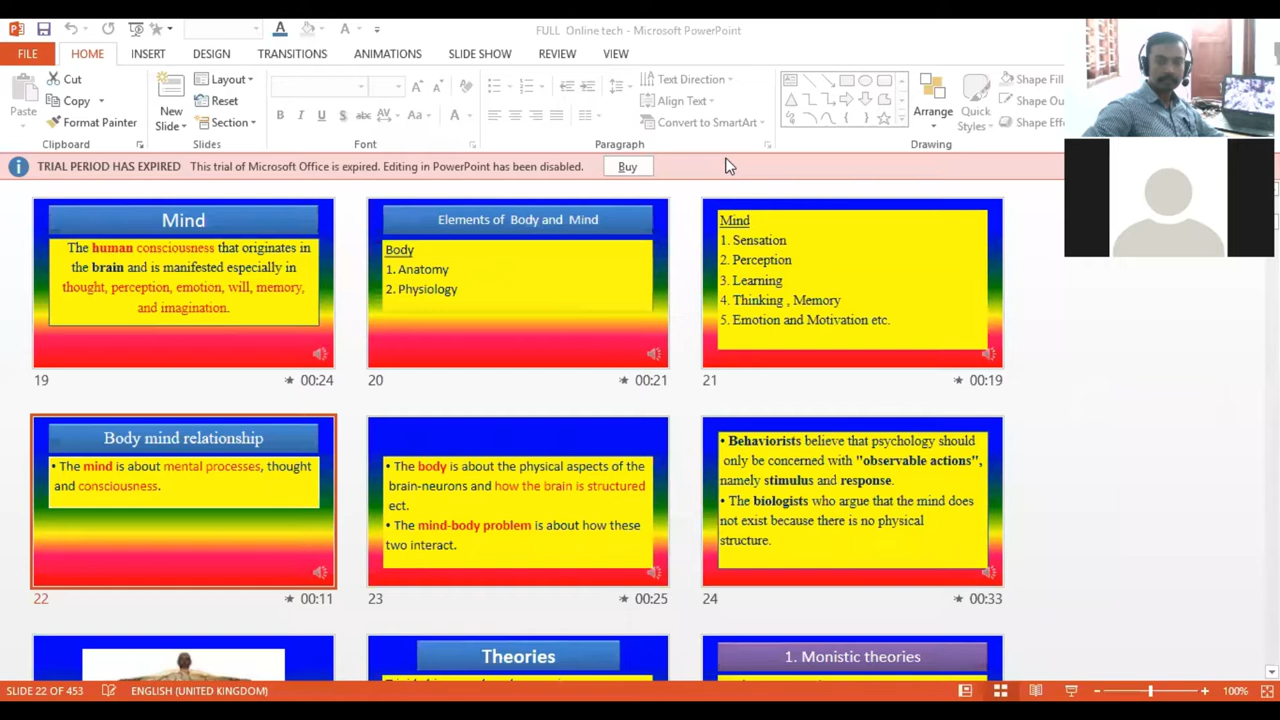 FULL Online tech - Microsoft PowerPoint
FILE HOME INSERT DESIGN TRANSITIONS ANIMATIONS SLIDE SHOW REVIEW VIEW
Paste
Cut
Copy
Format Painter
Clipboard
New
Slide
Layout
Reset
Section
Slides
B I U S abc AV Aa A
Font
Text Direction
Align Text
Convert to SmartArt
Paragraph
Arrange
Quick
Styles
Shape Fill
Shape Ou
Shape Effe
Drawing
TRIAL PERIOD HAS EXPIRED This trial of Microsoft Office is expired. Editing in PowerPoint has been disabled. Buy
Mind
The human consciousness that originates in
the brain and is manifested especially in
thought, perception, emotion, will, memory,
and imagination.
19 00:24
Elements of Body and Mind
Body
1. Anatomy
2. Physiology
20 00:21
Mind
1. Sensation
2. Perception
3. Learning
4. Thinking , Memory
5. Emotion and Motivation etc.
21 00:19
Body mind relationship
• The mind is about mental processes, thought
and consciousness.
22 00:11
• The body is about the physical aspects of the
brain-neurons and how the brain is structured
ect.
• The mind-body problem is about how these
two interact.
23 00:25
• Behaviorists believe that psychology should
only be concerned with "observable actions",
namely stimulus and response.
• The biologists who argue that the mind does
not exist because there is no physical
structure.
24 00:33
Theories
1. Monistic theories
SLIDE 22 OF 453 ENGLISH (UNITED KINGDOM) 100%